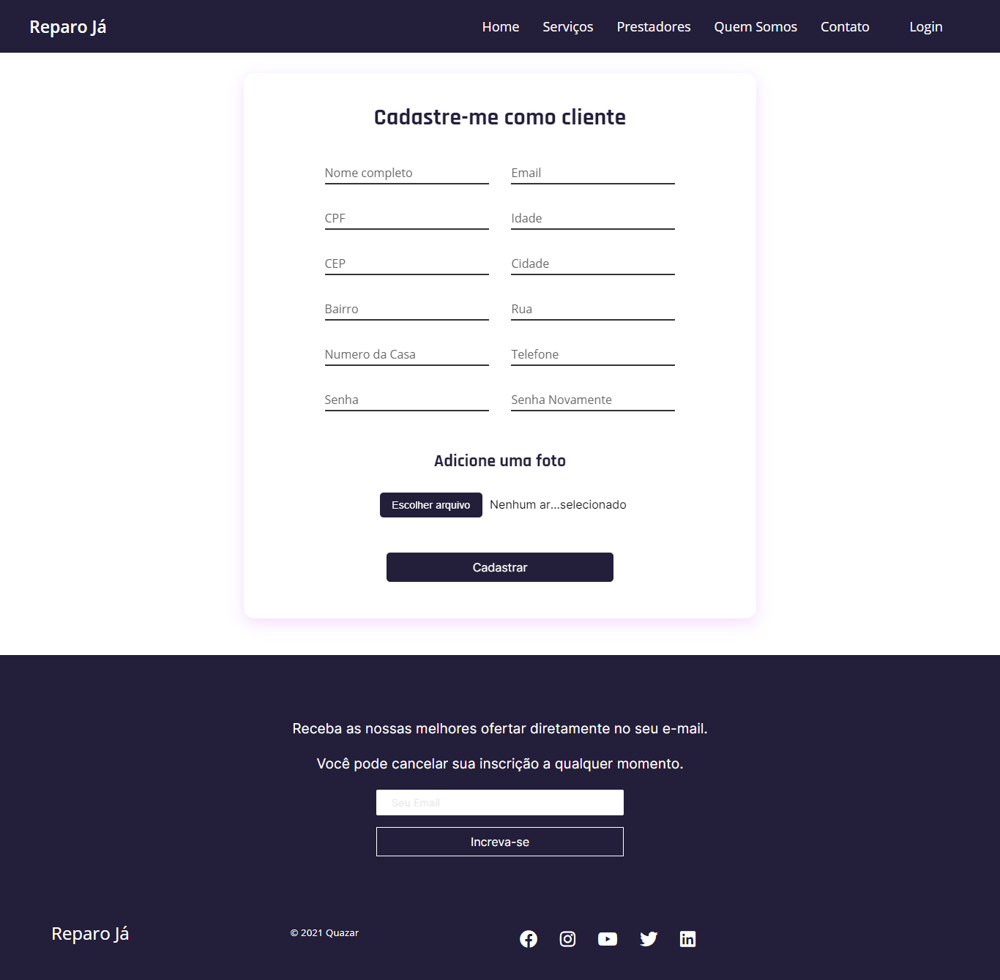 Reparo Já
Home Serviços Prestadores Quem Somos Contato Login
Cadastre-me como cliente
Nome completo Email
CPF Idade
CEP Cidade
Bairro Rua
Numero da Casa Telefone
Senha Senha Novamente
Adicione uma foto
Escolher arquivo Nenhum ar...selecionado
Cadastrar
Receba as nossas melhores ofertar diretamente no seu e-mail.
Você pode cancelar sua inscrição a qualquer momento.
Seu Email
Increva-se
Reparo Já
© 2021 Quazar